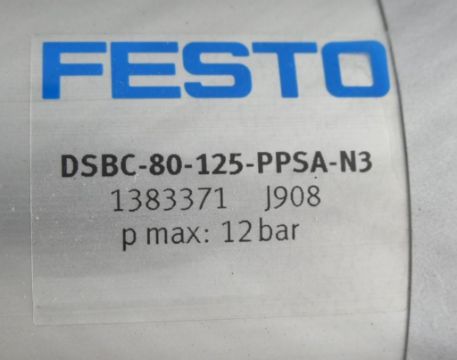 FESTO
DSBC-80-125-PPSA-N3
1383371 J908
p max: 12 bar